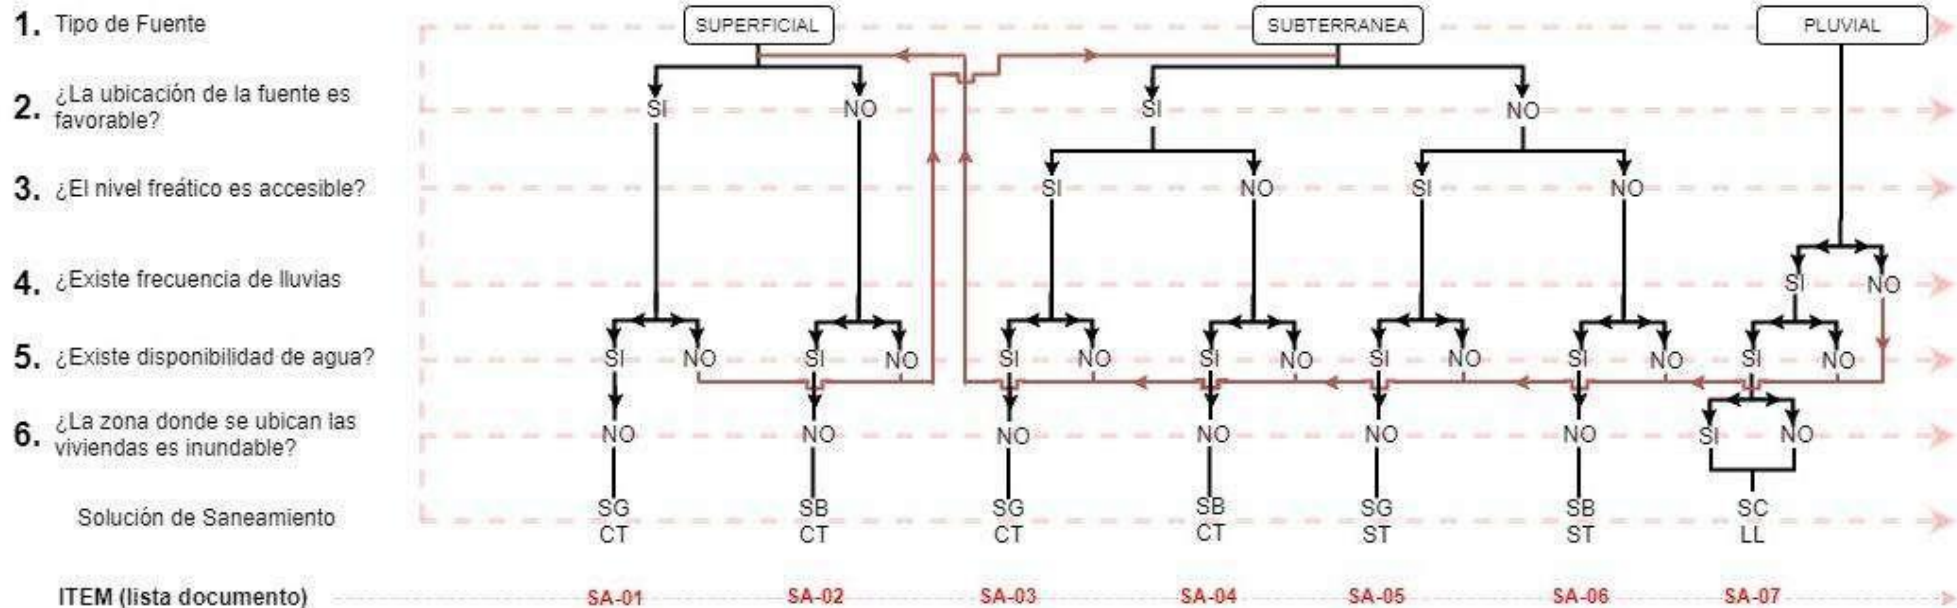 1. Tipo de Fuente SUPERFICIAL SUBTERRANEA PLUVIAL
2. ¿La ubicación de la fuente es
favorable?
SI NO SI NO
3. ¿El nivel freático es accesible? SI NO SI NO
4. ¿Existe frecuencia de lluvias SI NO
5. ¿Existe disponibilidad de agua? SI NO SI NO SI NO SI NO SI NO SI NO SI NO
6. ¿La zona donde se ubican las
viviendas es inundable?
NO NO NO NO NO NO SI NO
Solución de Saneamiento
SG SB SG SB SG SB SC
CT CT CT CT ST ST LL
ITEM (lista documento) SA-01 SA-02 SA-03 SA-04 SA-05 SA-06 SA-07